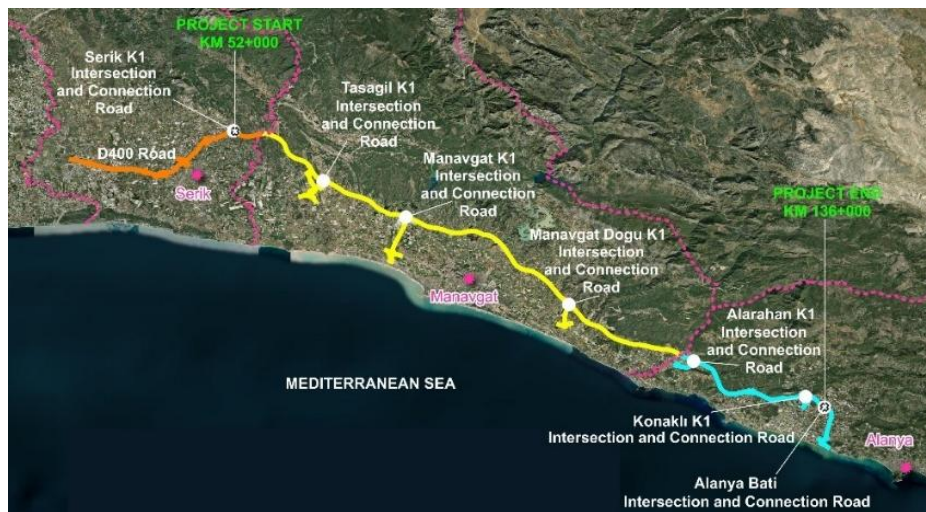 PROJECT START
KM 52+000
Serik K1
Intersection
and Connection
Road
D400 Road
Serik
Tasagil K1
Intersection
and Connection
Road
Manavgat K1
Intersection
and Connection
Road
PROJECT END
KM 136+000
Manavgat Dogu K1
Intersection
and Connection
Road
Manavgat
Alarahan K1
Intersection
and Connection
Road
MEDITERRANEAN SEA
Konaklı K1
Intersection and Connection Road
Alanya
Alanya Bati
Intersection and Connection Road